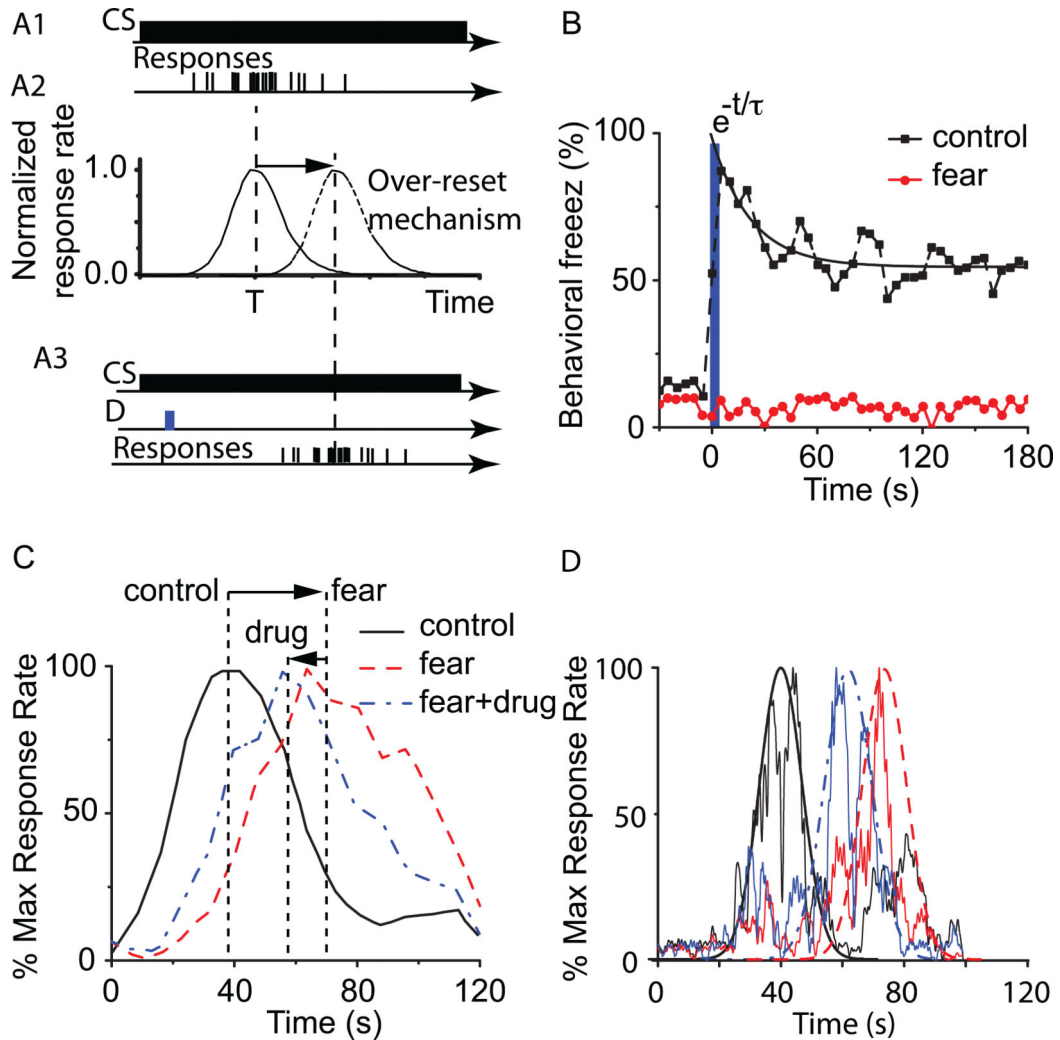 A1
CS
Responses
A2
Normalized
response rate
1.0
0.0
Over-reset
mechanism
T
Time
A3
CS
D
Responses
B
e-t/τ
control
fear
Behavioral freeez (%)
100
50
0
0 60 120 180
Time (s)
C
control fear
drug
control
fear
fear+drug
% Max Response Rate
100
50
0
0 40 80 120
Time (s)
D
% Max Response Rate
100
50
0
0 40 80 120
Time (s)